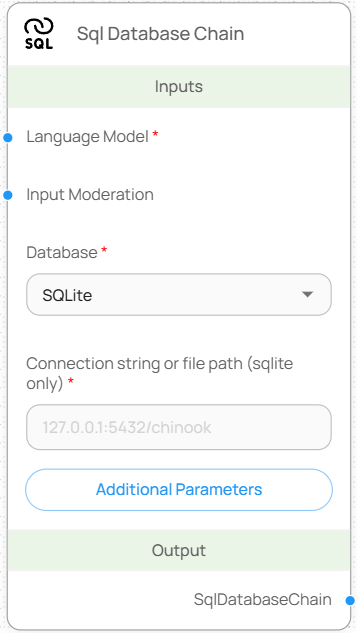 SQL
Sql Database Chain
Inputs
Language Model *
Input Moderation
Database *
SQLite
Connection string or file path (sqlite
only) *
127.0.0.1:5432/chinook
Additional Parameters
Output
SqlDatabaseChain